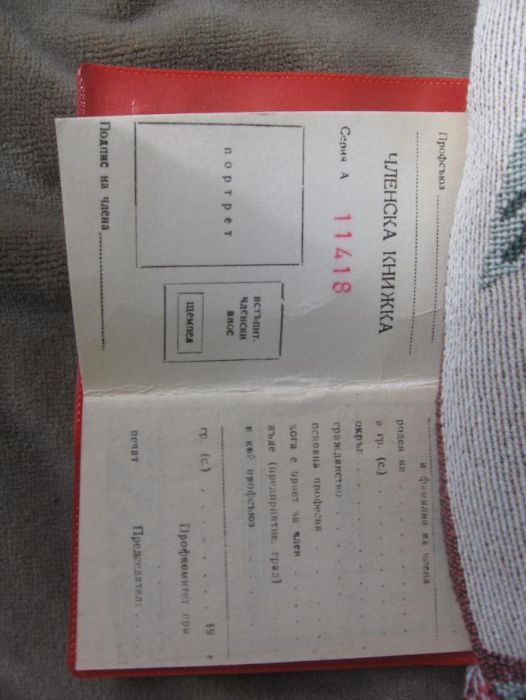 Профсъюз
ЧЛЕНСКА КНИЖКА
Серия А 11418
портрет
встъпит.
членски
внос
щемпел
Подпис на члена
и фамилия на члена
роден на
в гр. (с.)
окръг
гражданство
основна професия
кога е приет за член
къде (предприятие, град)
в кой профсъюз
гр. (с.) 19
Профкомитет при
печат Председател: